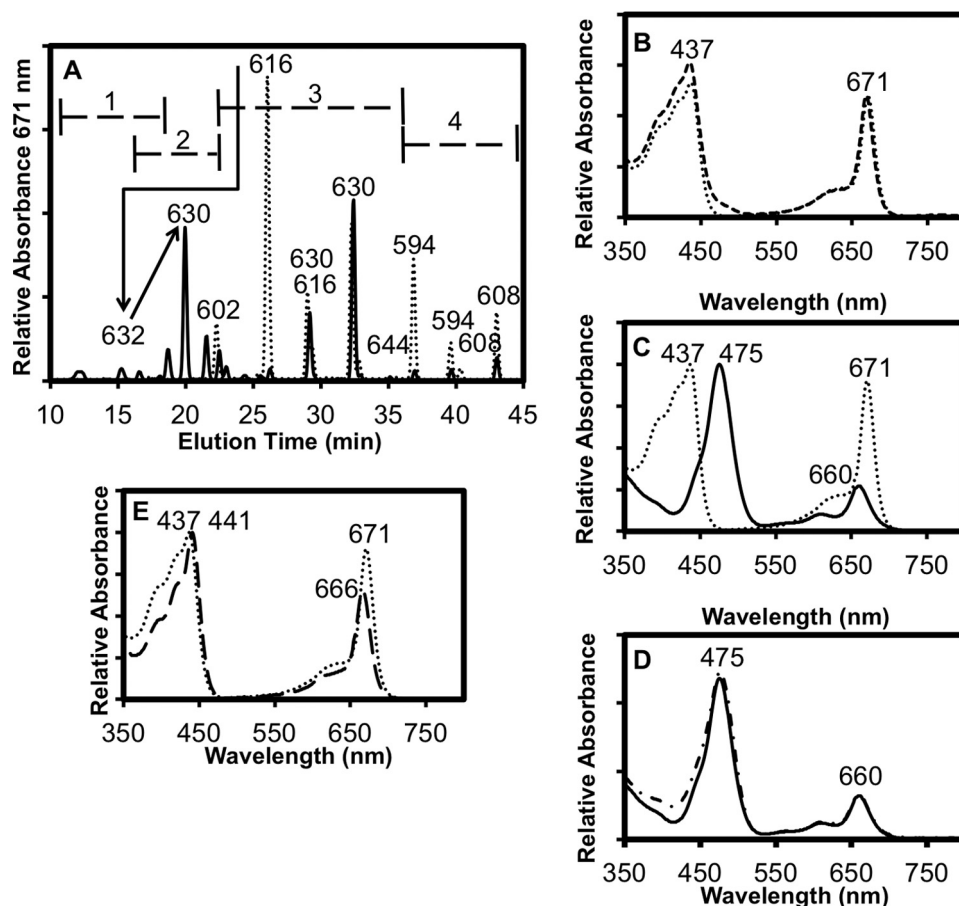 A
Relative Absorbance 671 nm
1
2
3
4
616
630
632
602
630
616
630
644
594
594
608
608
10 15 20 25 30 35 40 45
Elution Time (min)
B
Relative Absorbance
437
671
350 450 550 650 750
Wavelength (nm)
C
Relative Absorbance
437 475
671
660
350 450 550 650 750
Wavelength (nm)
D
Relative Absorbance
475
660
350 450 550 650 750
Wavelength (nm)
E
Relative Absorbance
437 441
671
666
350 450 550 650 750
Wavelength (nm)